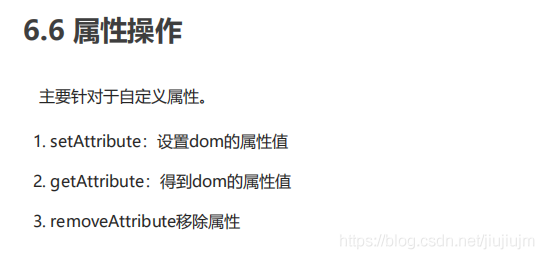 6.6 属性操作
主要针对于自定义属性。
1. setAttribute：设置dom的属性值
2. getAttribute：得到dom的属性值
3. removeAttribute移除属性
https://blog.csdn.net/jiujiujm